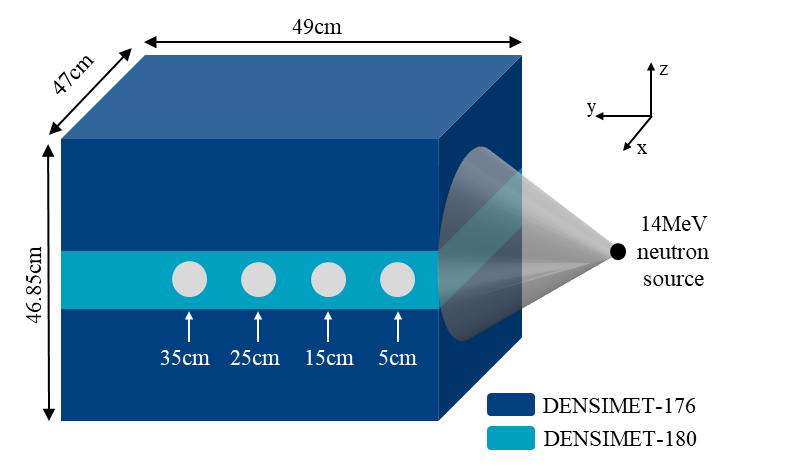 49cm
47cm
z
y
x
14MeV
neutron
source
46.85cm
35cm 25cm 15cm 5cm
DENSIMET-176
DENSIMET-180